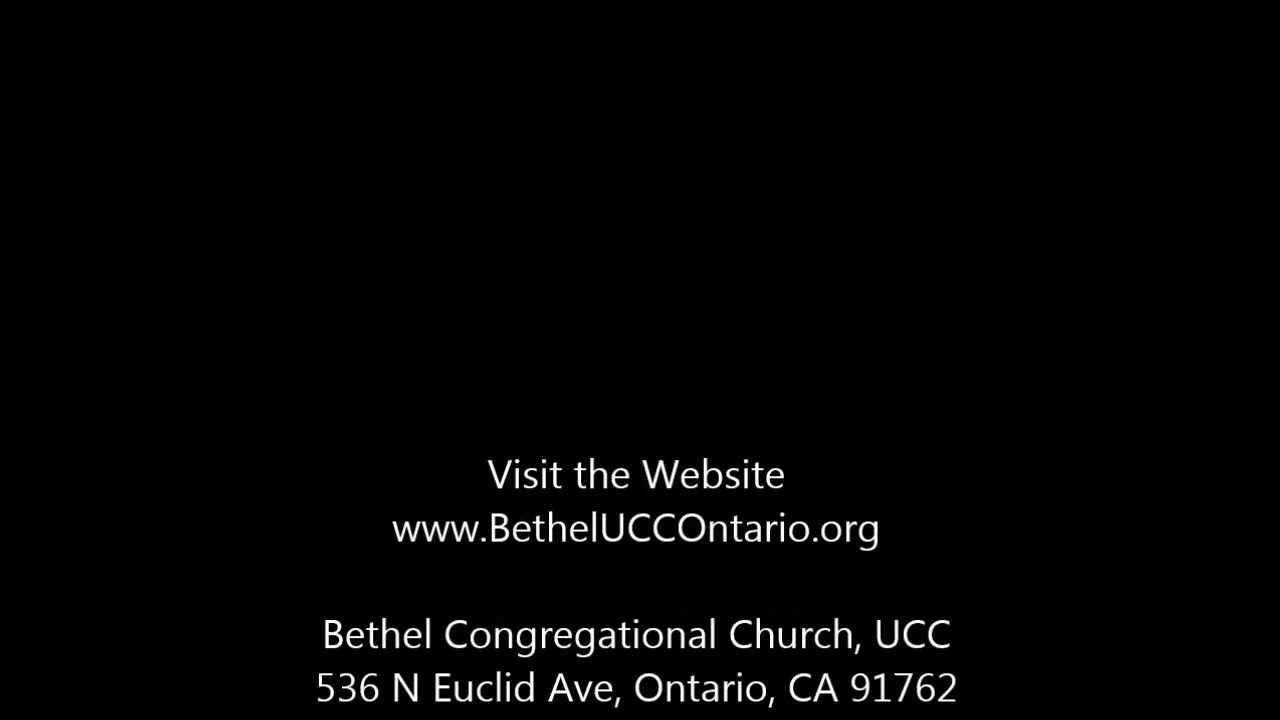 Visit the Website
www.BethelUCCOntario.org
Bethel Congregational Church, UCC
536 N Euclid Ave, Ontario, CA 91762